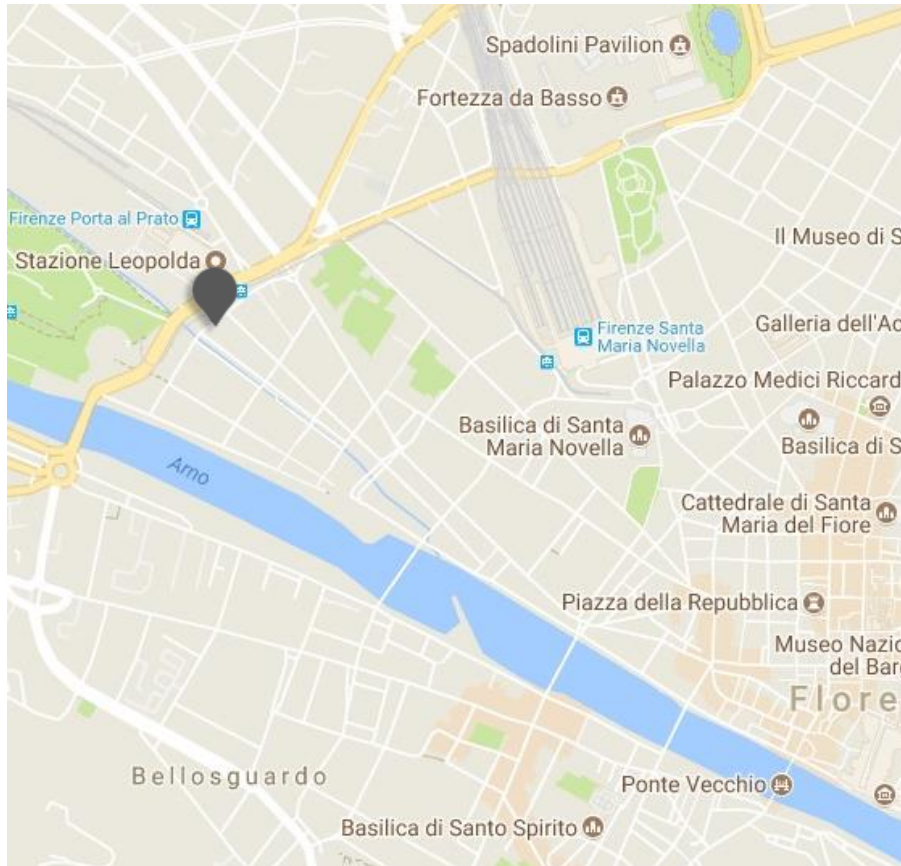 Spadolini Pavilion
Fortezza da Basso
Firenze Porta al Prato
Il Museo di S
Stazione Leopolda
Firenze Santa
Maria Novella
Galleria dell'Ac
Palazzo Medici Riccard
Basilica di Santa
Maria Novella
Basilica di S
Arno
Cattedrale di Santa
Maria del Fiore
Piazza della Repubblica
Museo Nazio
del Barg
Flore
Bellosguardo
Ponte Vecchio
Basilica di Santo Spirito